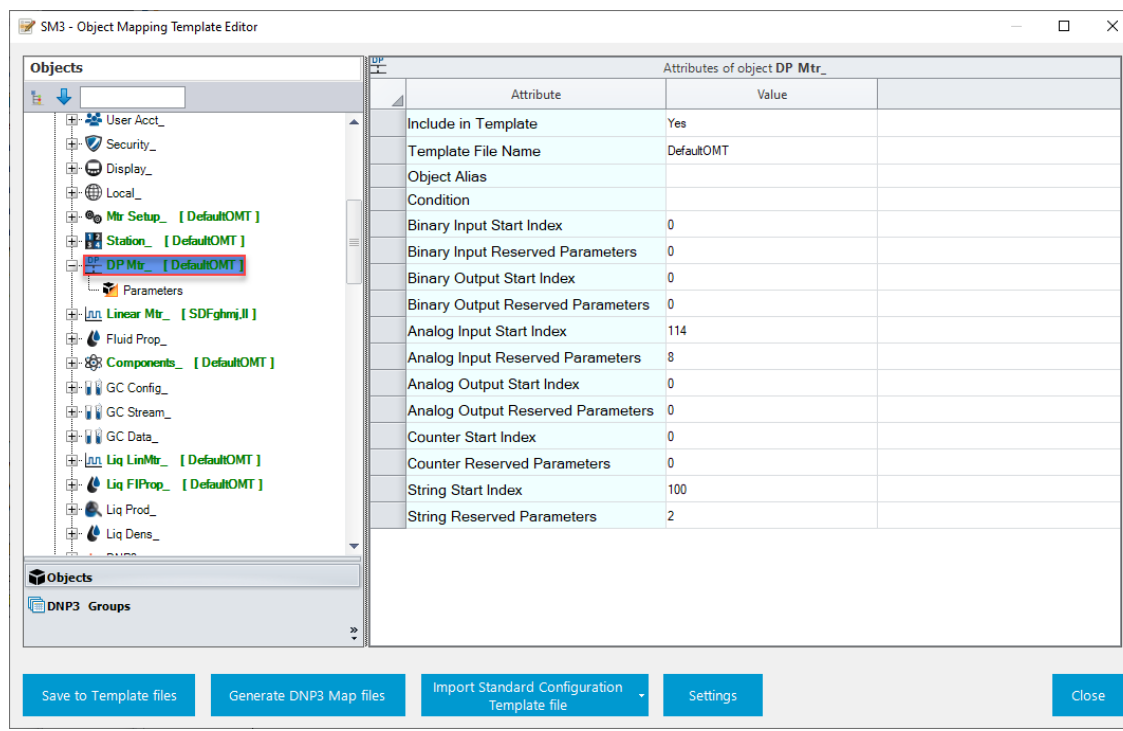 SM3 - Object Mapping Template Editor
Objects
User Acct_
Security_
Display_
Local_
Mtr Setup_ [ DefaultOMT ]
Station_ [ DefaultOMT ]
DP Mtr_ [ DefaultOMT ]
Parameters
Linear Mtr_ [ SDFghmj,ll ]
Fluid Prop_
Components_ [ DefaultOMT ]
GC Config_
GC Stream_
GC Data_
Liq LinMtr_ [ DefaultOMT ]
Liq FlProp_ [ DefaultOMT ]
Liq Prod_
Liq Dens_
Objects
DNP3 Groups
DP
Attributes of object DP Mtr_
Attribute Value
Include in Template Yes
Template File Name DefaultOMT
Object Alias
Condition
Binary Input Start Index 0
Binary Input Reserved Parameters 0
Binary Output Start Index 0
Binary Output Reserved Parameters 0
Analog Input Start Index 114
Analog Input Reserved Parameters 8
Analog Output Start Index 0
Analog Output Reserved Parameters 0
Counter Start Index 0
Counter Reserved Parameters 0
String Start Index 100
String Reserved Parameters 2
Save to Template files
Generate DNP3 Map files
Import Standard Configuration
Template file
Settings
Close